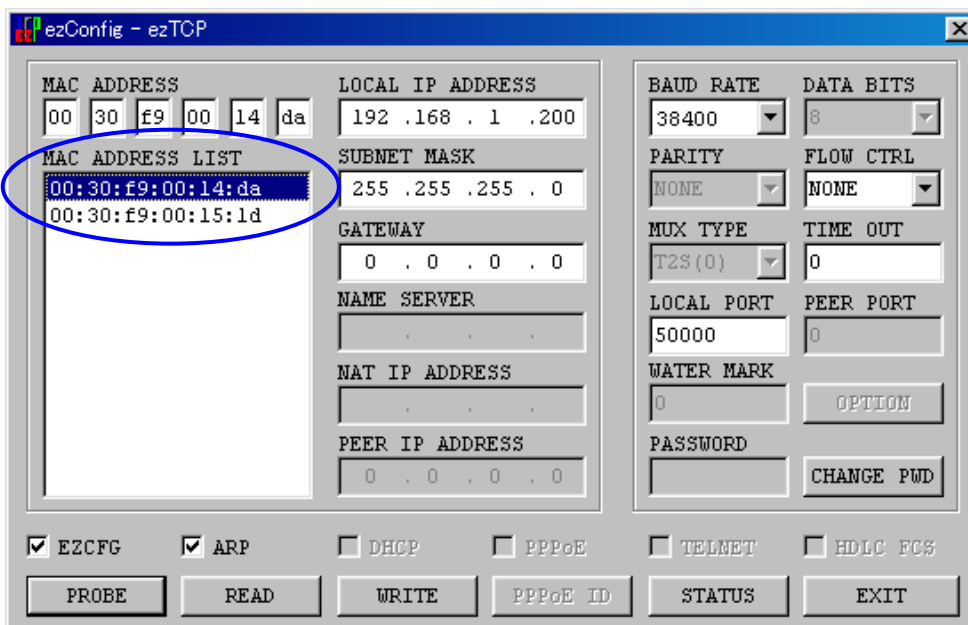 ezConfig - ezTCP
MAC ADDRESS
00 30 f9 00 14 da
MAC ADDRESS LIST
00:30:f9:00:14:da
00:30:f9:00:15:1d
LOCAL IP ADDRESS
192 .168 . 1 .200
SUBNET MASK
255 .255 .255 . 0
GATEWAY
0 . 0 . 0 . 0
NAME SERVER
. . .
NAT IP ADDRESS
. . .
PEER IP ADDRESS
0 . 0 . 0 . 0
BAUD RATE DATA BITS
38400 8
PARITY FLOW CTRL
NONE NONE
MUX TYPE TIME OUT
T2S(0) 0
LOCAL PORT PEER PORT
50000 0
WATER MARK
0 OPTION
PASSWORD
CHANGE PWD
EZCFG ARP DHCP PPPoE TELNET HDLC FCS
PROBE READ WRITE PPPoE ID STATUS EXIT